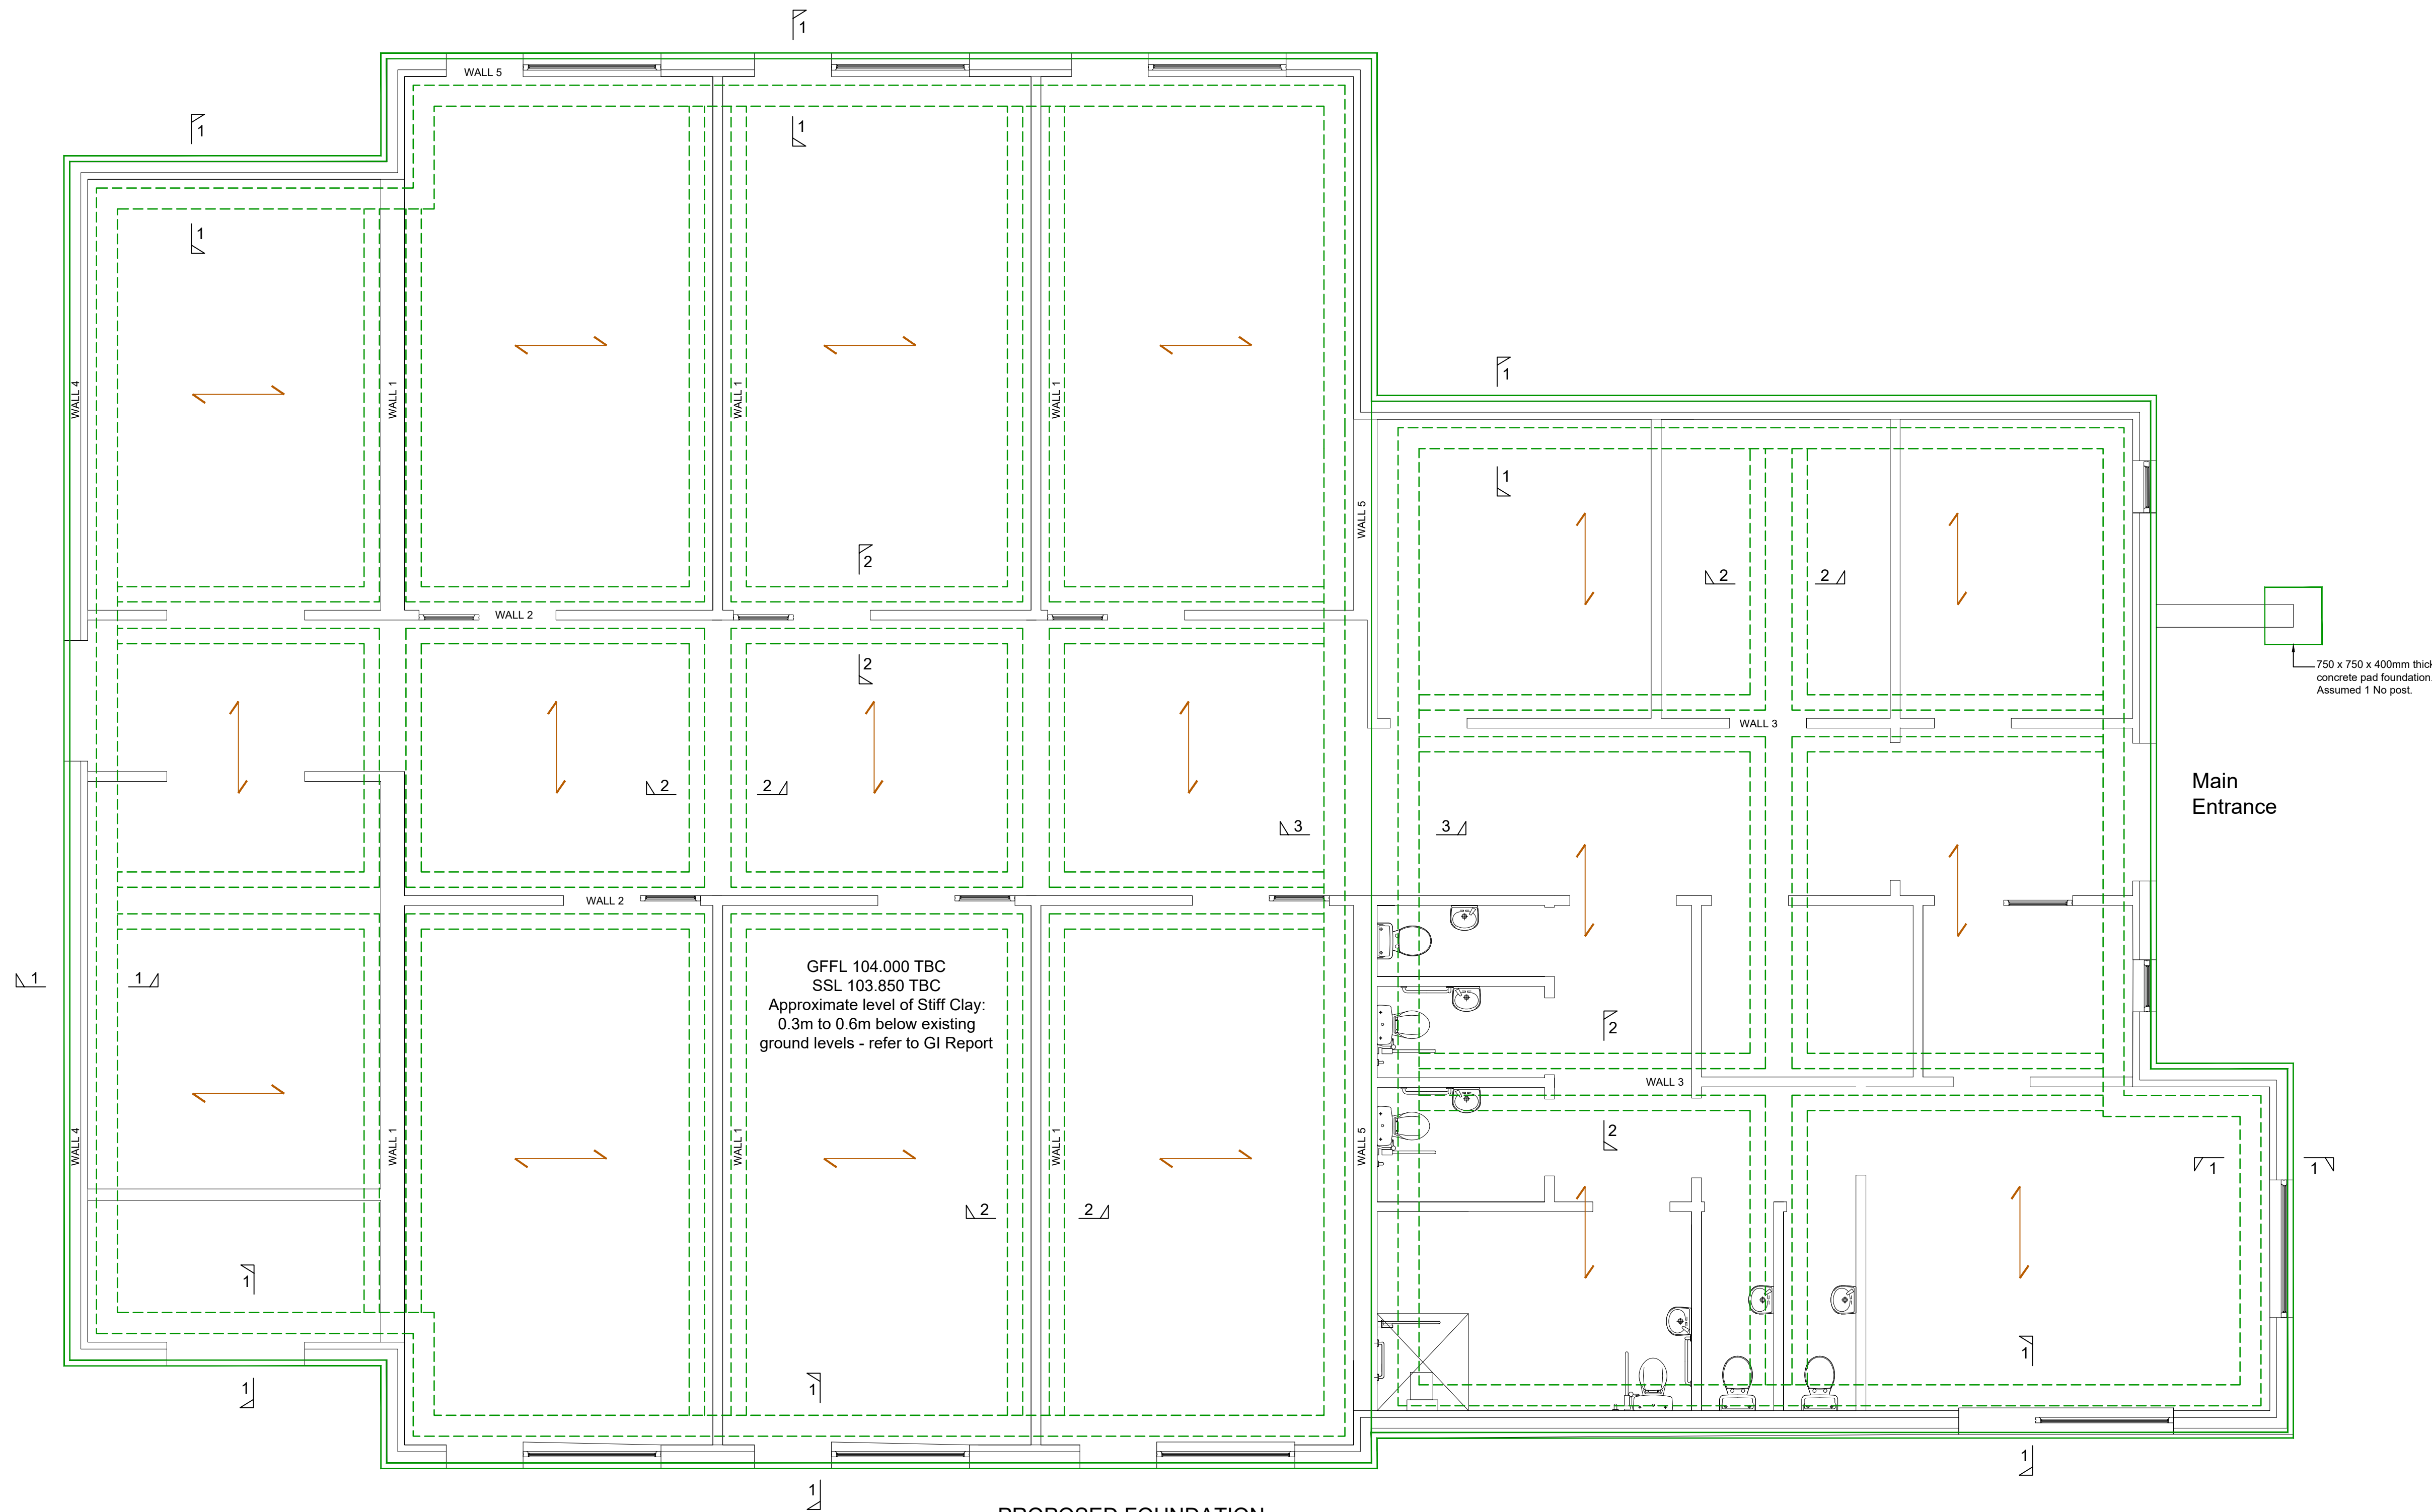 1
WALL 5
1
1
1
1
1
WALL 4
WALL 1
WALL 1
WALL 1
1
WALL 5
2
2
2
WALL 2
2
750 x 750 x 400mm thick
concrete pad foundation.
Assumed 1 No post.
WALL 3
2
2
3
3
Main
Entrance
WALL 2
1
1
GFFL 104.000 TBC
SSL 103.850 TBC
Approximate level of Stiff Clay:
0.3m to 0.6m below existing
ground levels - refer to GI Report
2
WALL 3
2
WALL 4
WALL 1
WALL 1
WALL 1
WALL 5
1
1
2
2
1
1
1
1
1
1
PROPOSED FOUNDATION